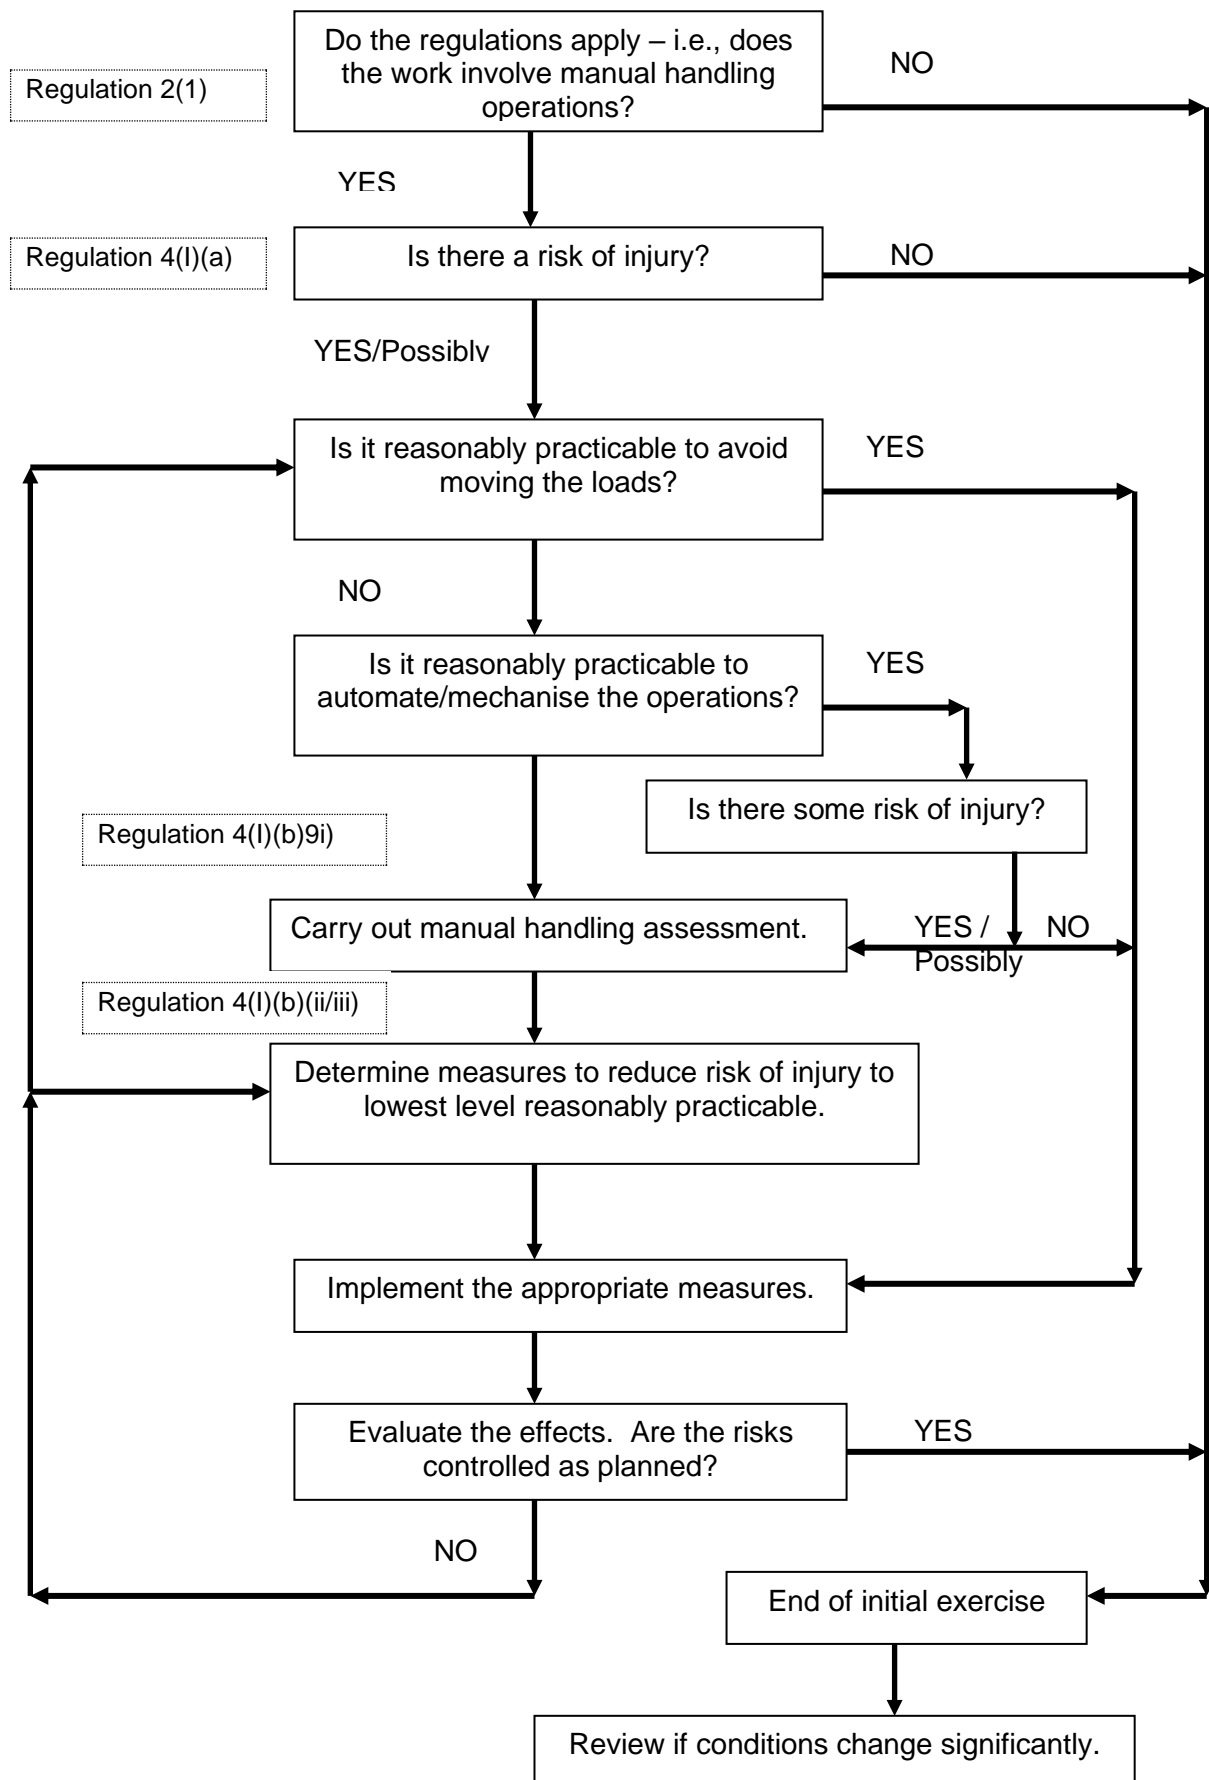 Do the regulations apply – i.e., does
the work involve manual handling
operations?
NO
Regulation 2(1)
YES
Regulation 4(I)(a)
Is there a risk of injury?
NO
YES/Possibly
Is it reasonably practicable to avoid
moving the loads?
YES
NO
Is it reasonably practicable to
automate/mechanise the operations?
YES
Is there some risk of injury?
Regulation 4(I)(b)9i)
Carry out manual handling assessment.
YES /
Possibly
NO
Regulation 4(I)(b)(ii/iii)
Determine measures to reduce risk of injury to
lowest level reasonably practicable.
Implement the appropriate measures.
Evaluate the effects.  Are the risks
controlled as planned?
YES
NO
End of initial exercise
Review if conditions change significantly.